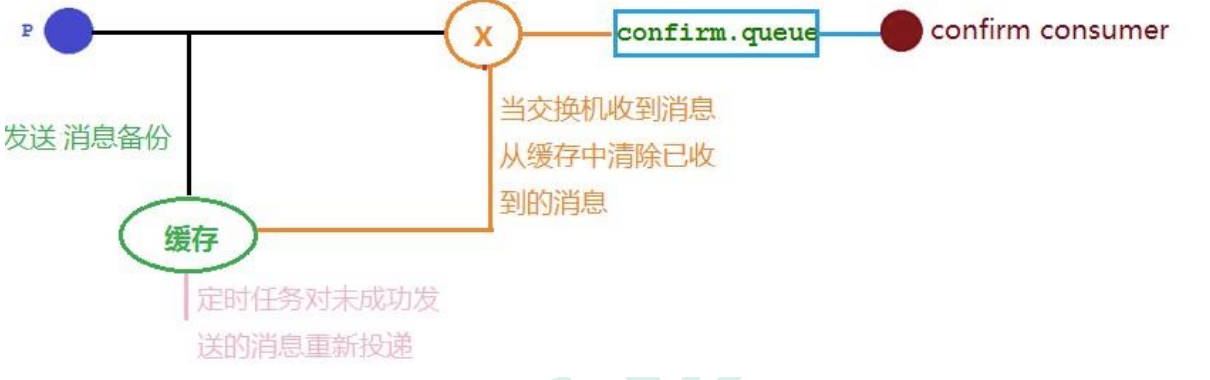 P
X
confirm.queue
confirm consumer
当交换机收到消息
从缓存中清除已收
到的消息
发送 消息备份
缓存
定时任务对未成功发
送的消息重新投递